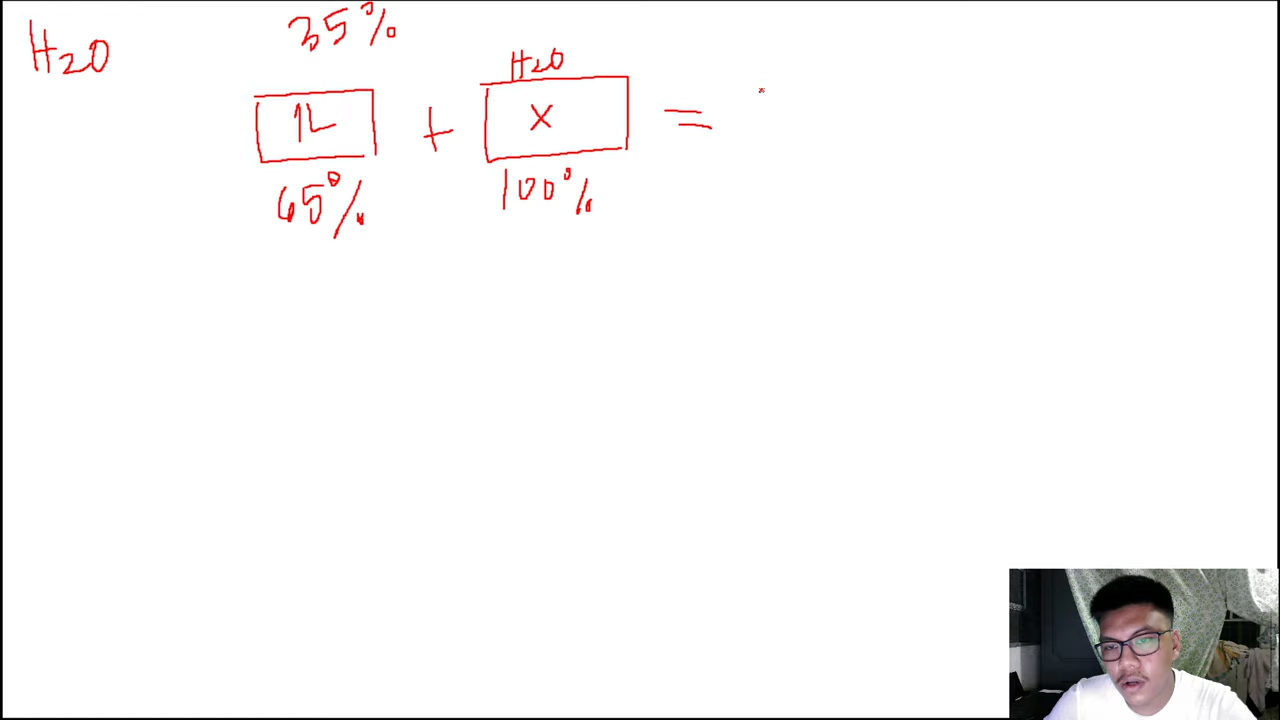 H₂O
35%
H₂O
1L + X =
65% 100%